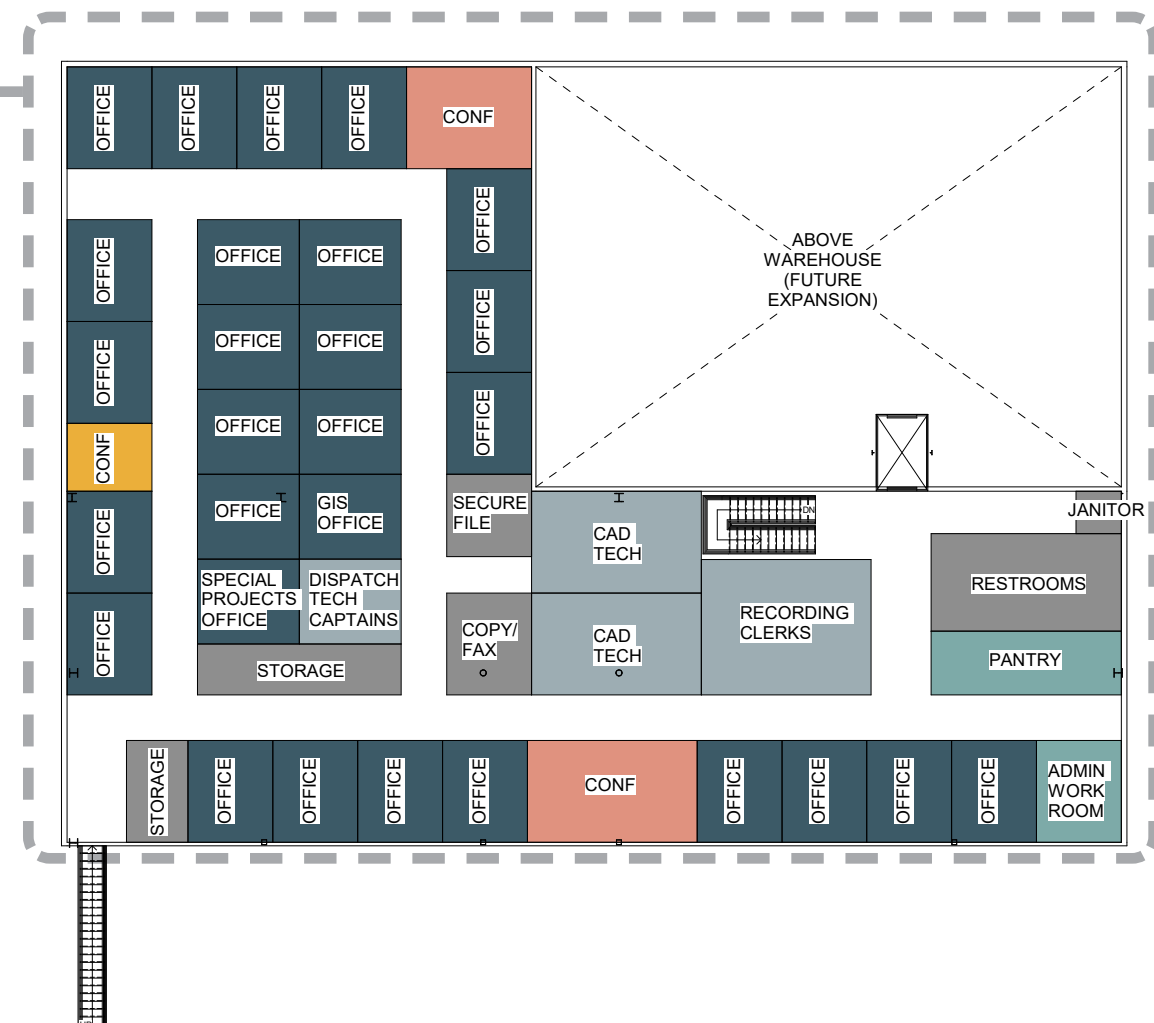 OFFICE
OFFICE
OFFICE
OFFICE
CONF
OFFICE
OFFICE
OFFICE
OFFICE
OFFICE
CONF
OFFICE
OFFICE
OFFICE
OFFICE
OFFICE
OFFICE
OFFICE
OFFICE
OFFICE
GIS
OFFICE
SPECIAL
PROJECTS
OFFICE
DISPATCH
TECH
CAPTAINS
STORAGE
SECURE
FILE
COPY/
FAX
ABOVE
WAREHOUSE
(FUTURE
EXPANSION)
CAD
TECH
CAD
TECH
DN
RECORDING
CLERKS
JANITOR
RESTROOMS
PANTRY
STORAGE
OFFICE
OFFICE
OFFICE
OFFICE
CONF
OFFICE
OFFICE
OFFICE
OFFICE
ADMIN
WORK
ROOM